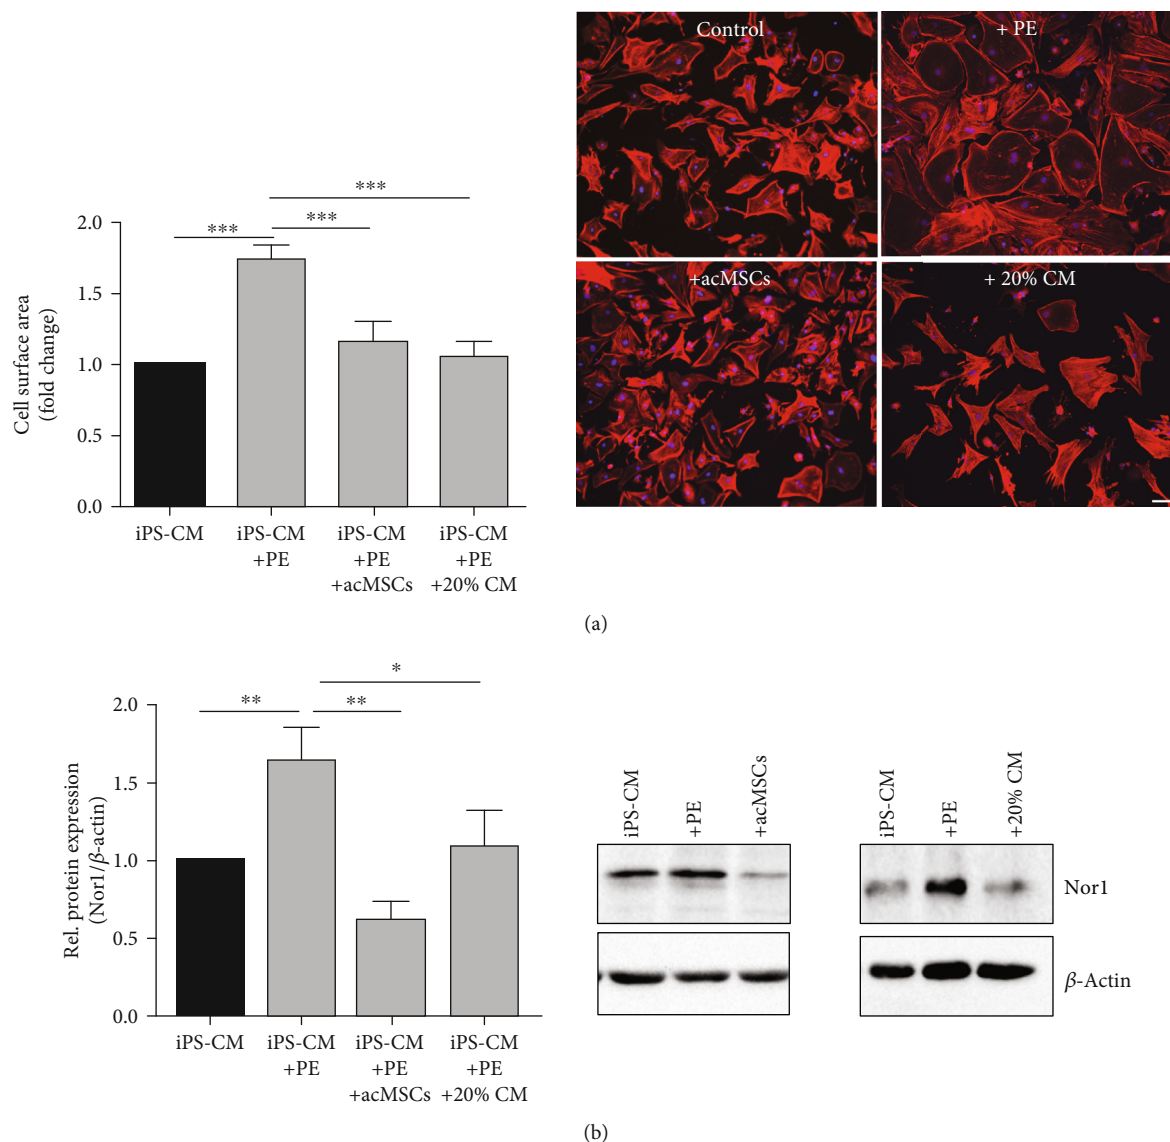 Control
+ PE
+acMSCs
+ 20% CM
***
***
***
2.0
1.5
1.0
0.5
0.0
Cell surface area
(fold change)
iPS-CM
iPS-CM
+PE
iPS-CM
+PE
+acMSCs
iPS-CM
+PE
+20% CM
(a)
*
**
**
2.0
1.5
1.0
0.5
0.0
Rel. protein expression
(Nor1/β-actin)
iPS-CM
iPS-CM
+PE
iPS-CM
+PE
+acMSCs
iPS-CM
+PE
+20% CM
iPS-CM
+PE
+acMSCs
iPS-CM
+PE
+20% CM
Nor1
β-Actin
(b)